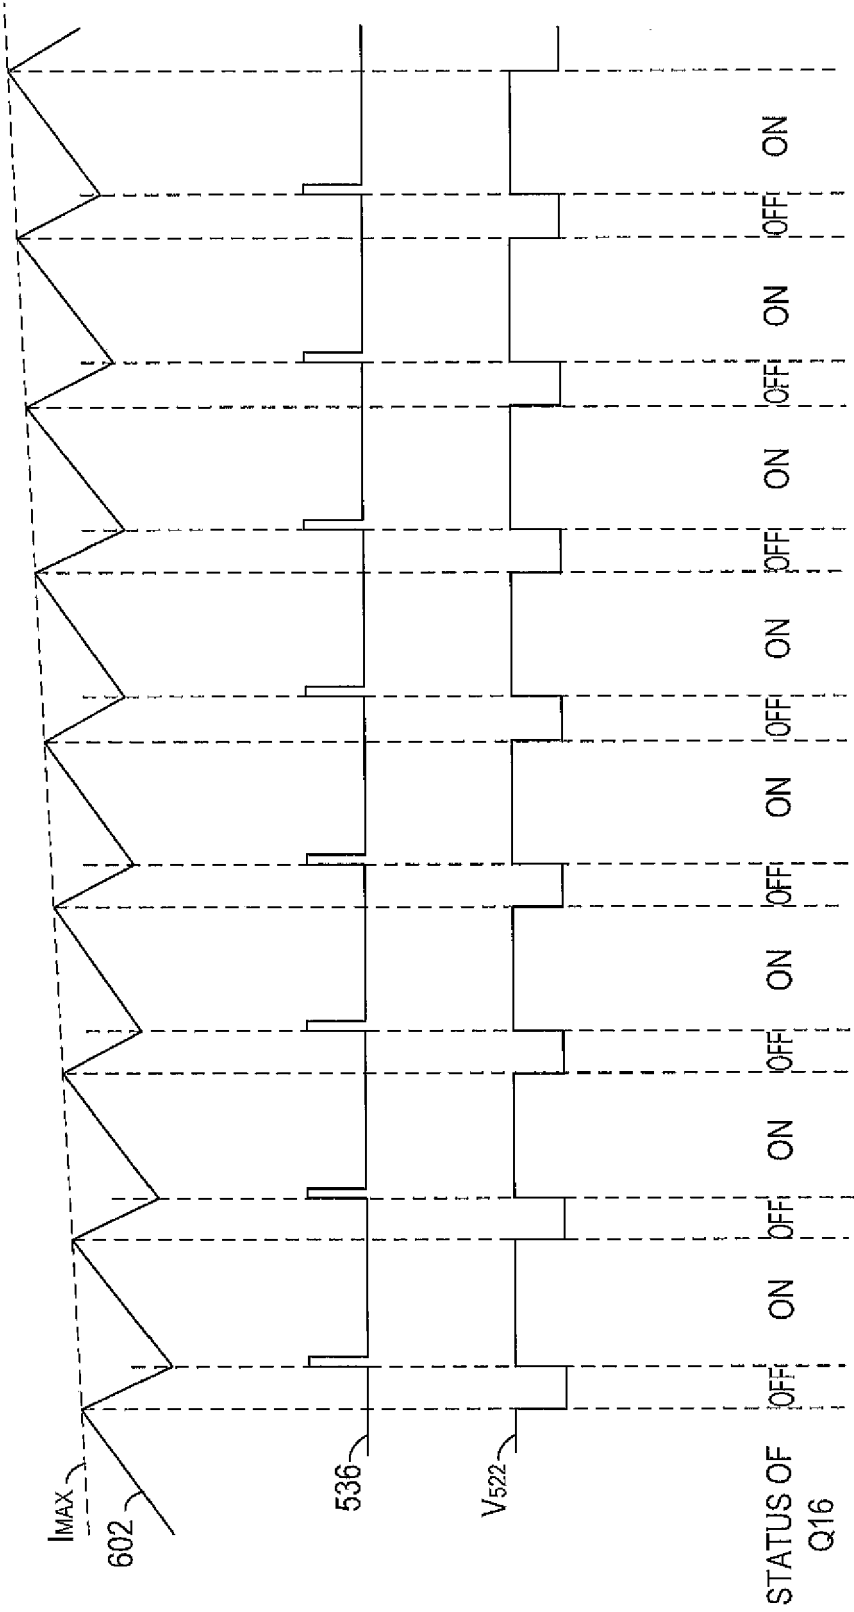 IMAX
602
536
V522
STATUS OF
Q16
OFF ON OFF ON OFF ON OFF ON OFF ON OFF ON OFF ON OFF ON